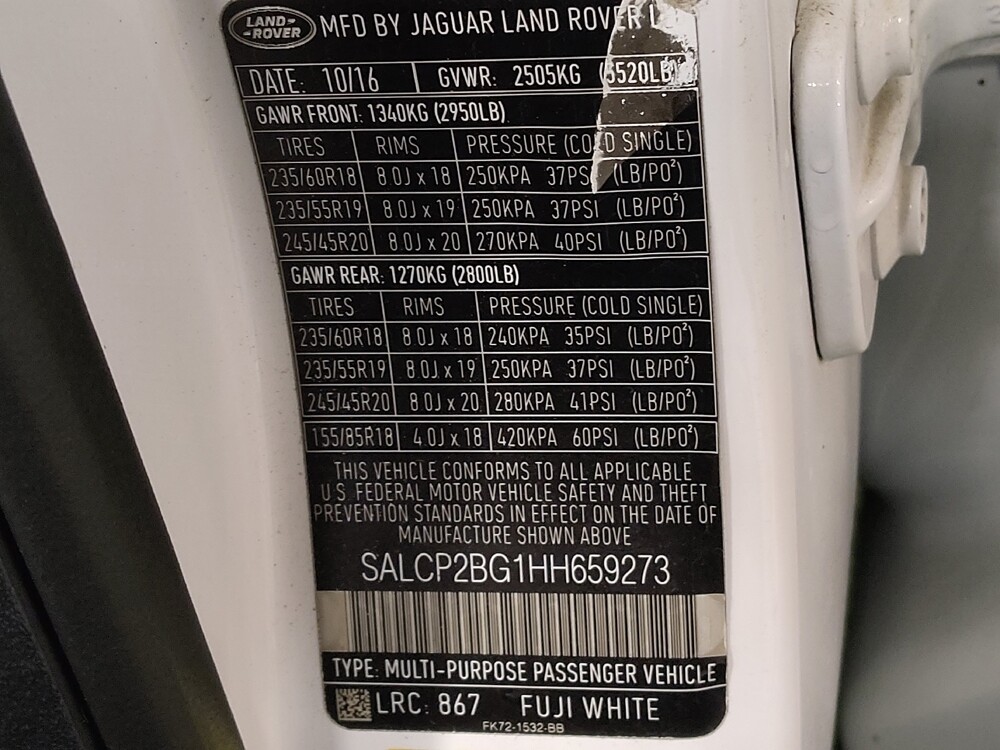 LAND ROVER
MFD BY JAGUAR LAND ROVER L
DATE: 10/16 GVWR: 2505KG (5520LB)
GAWR FRONT: 1340KG (2950LB)
TIRES RIMS PRESSURE (COLD SINGLE)
235/60R18 8.0J x 18 250KPA 37PSI (LB/PO²)
235/55R19 8.0J x 19 250KPA 37PSI (LB/PO²)
245/45R20 8.0J x 20 270KPA 40PSI (LB/PO²)
GAWR REAR: 1270KG (2800LB)
TIRES RIMS PRESSURE (COLD SINGLE)
235/60R18 8.0J x 18 240KPA 35PSI (LB/PO²)
235/55R19 8.0J x 19 250KPA 37PSI (LB/PO²)
245/45R20 8.0J x 20 280KPA 41PSI (LB/PO²)
T55/85R18 4.0J x 18 420KPA 60PSI (LB/PO²)
THIS VEHICLE CONFORMS TO ALL APPLICABLE
U.S. FEDERAL MOTOR VEHICLE SAFETY AND THEFT
PREVENTION STANDARDS IN EFFECT ON THE DATE OF
MANUFACTURE SHOWN ABOVE
SALCP2BG1HH659273
TYPE: MULTI-PURPOSE PASSENGER VEHICLE
LRC: 867 FUJI WHITE
FK72-1532-BB